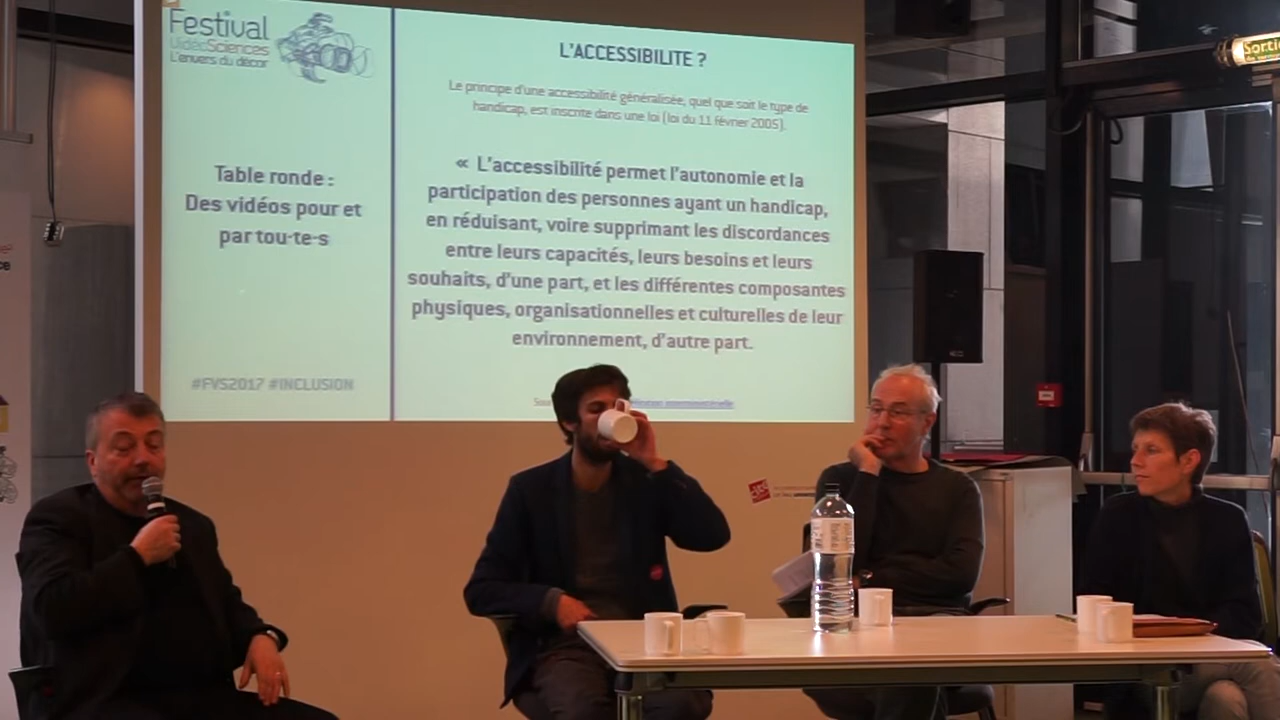 Festival
VidéoSciences
L'envers du décor
Table ronde :
Des vidéos pour et
par tou-te-s
#FVS2017 #INCLUSION
L'ACCESSIBILITE ?
Le principe d'une accessibilité généralisée, quel que soit le type de
handicap, est inscrite dans une loi (loi du 11 février 2005).
« L'accessibilité permet l'autonomie et la
participation des personnes ayant un handicap,
en réduisant, voire supprimant les discordances
entre leurs capacités, leurs besoins et leurs
souhaits, d'une part, et les différentes composantes
physiques, organisationnelles et culturelles de leur
environnement, d'autre part.
Sortie